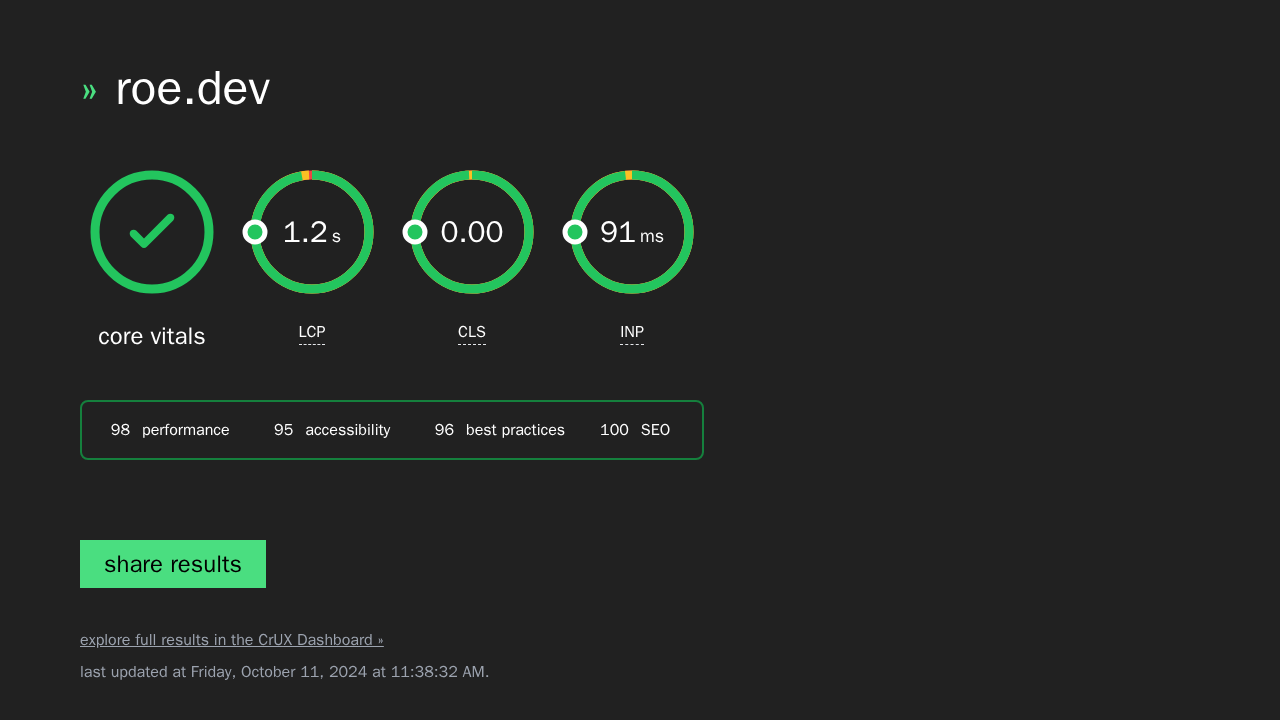 » roe.dev
1.2 s
0.00
91 ms
core vitals
LCP
CLS
INP
98 performance 95 accessibility 96 best practices 100 SEO
share results
explore full results in the CrUX Dashboard »
last updated at Friday, October 11, 2024 at 11:38:32 AM.